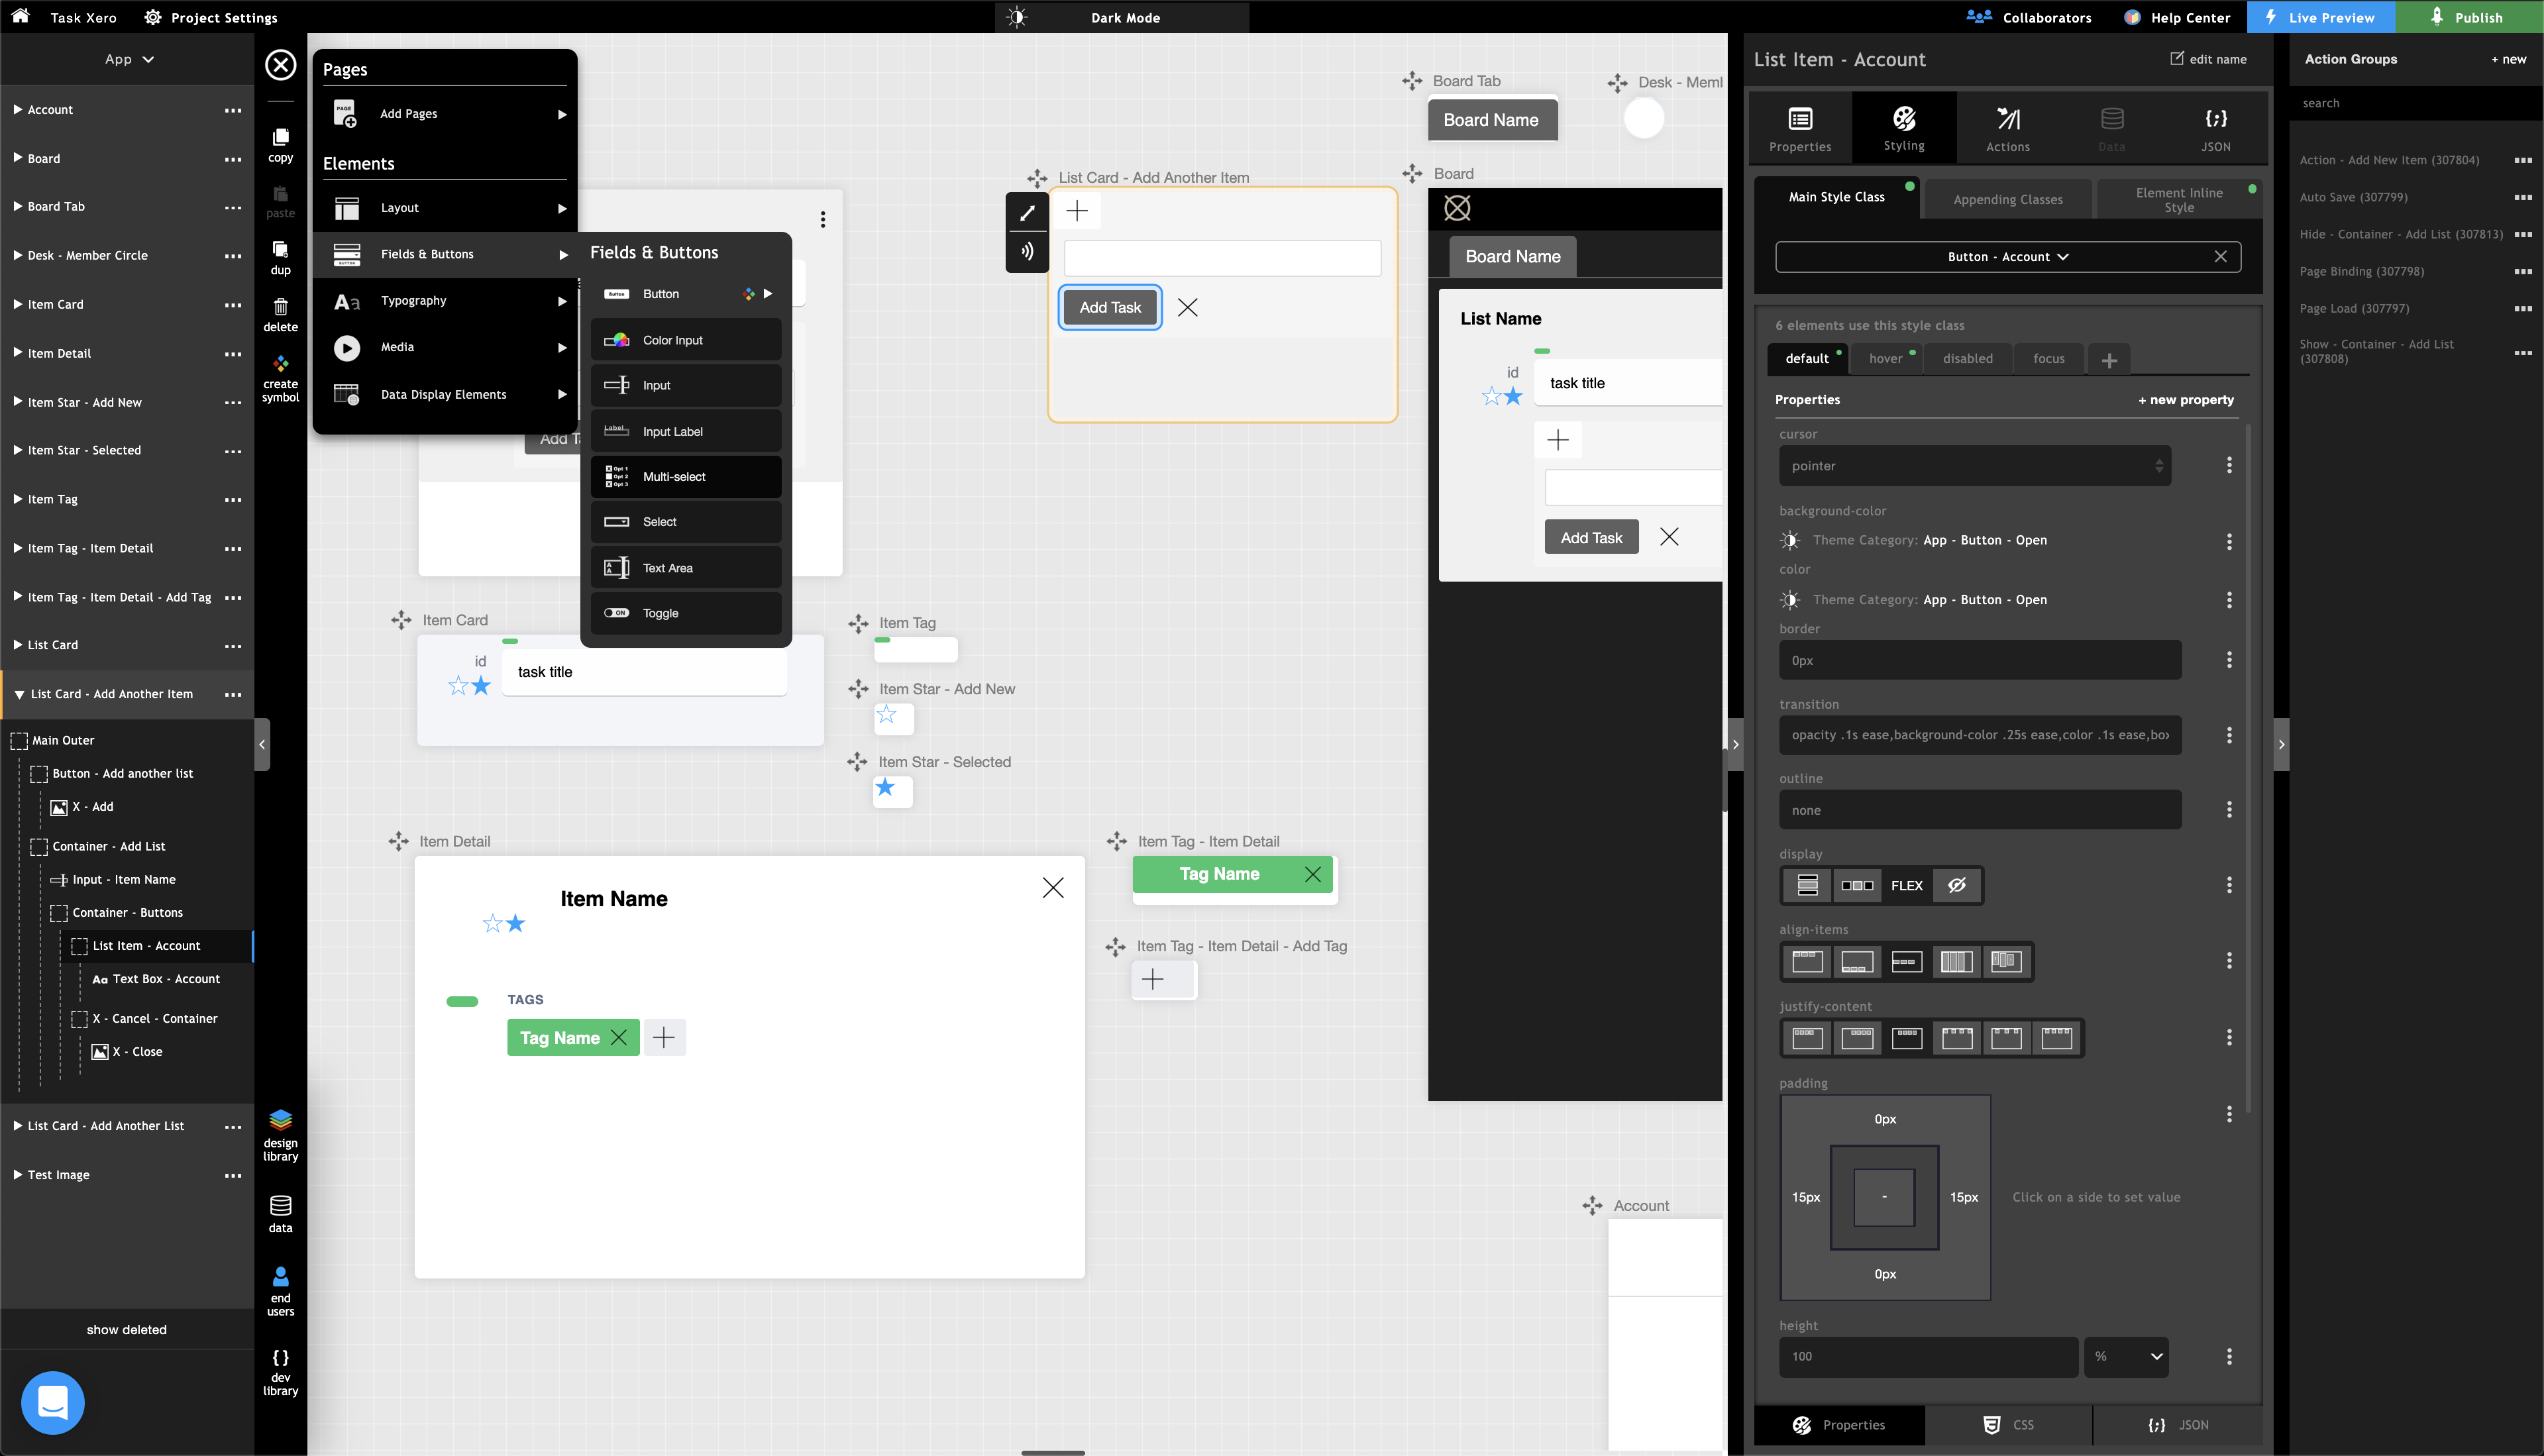 Task Xero
Project Settings
Dark Mode
Collaborators
Help Center
Live Preview
Publish
App
Account
Board
Board Tab
Desk - Member Circle
Item Card
Item Detail
Item Star - Add New
Item Star - Selected
Item Tag
Item Tag - Item Detail
Item Tag - Item Detail - Add Tag
List Card
List Card - Add Another Item
Main Outer
Button - Add another list
X - Add
Container - Add List
Input - Item Name
Container - Buttons
List Item - Account
Aa Text Box - Account
X - Cancel - Container
X - Close
List Card - Add Another List
Test Image
show deleted
copy
paste
dup
delete
create
symbol
design
library
data
end
users
dev
library
Pages
PAGE
Add Pages
Elements
Layout
BUTTON
Fields & Buttons
Aa
Typography
Media
Data Display Elements
Fields & Buttons
Button
Button
Color Input
Input
Label
Input Label
Opt 1
Opt 2
Opt 3
Multi-select
Select
Text Area
ON
Toggle
Add Ta
Item Card
id
task title
Item Tag
Item Star - Add New
Item Star - Selected
Item Detail
Item Name
TAGS
Tag Name
Item Tag - Item Detail
Tag Name
Item Tag - Item Detail - Add Tag
List Card - Add Another Item
Add Task
Board Tab
Board Name
Desk - Meml
Board
Board Name
List Name
id
task title
Add Task
Account
List Item - Account
edit name
Properties
Styling
Actions
Data
JSON
Main Style Class
Appending Classes
Element Inline
Style
Button - Account
6 elements use this style class
default
hover
disabled
focus
Properties
+ new property
cursor
pointer
background-color
Theme Category: App - Button - Open
color
Theme Category: App - Button - Open
border
0px
transition
opacity .1s ease,background-color .25s ease,color .1s ease,box
outline
none
display
FLEX
align-items
justify-content
padding
0px
15px
-
15px
0px
Click on a side to set value
height
100
%
Properties
CSS
JSON
Action Groups
+ new
search
Action - Add New Item (307804)
Auto Save (307799)
Hide - Container - Add List (307813)
Page Binding (307798)
Page Load (307797)
Show - Container - Add List
(307808)